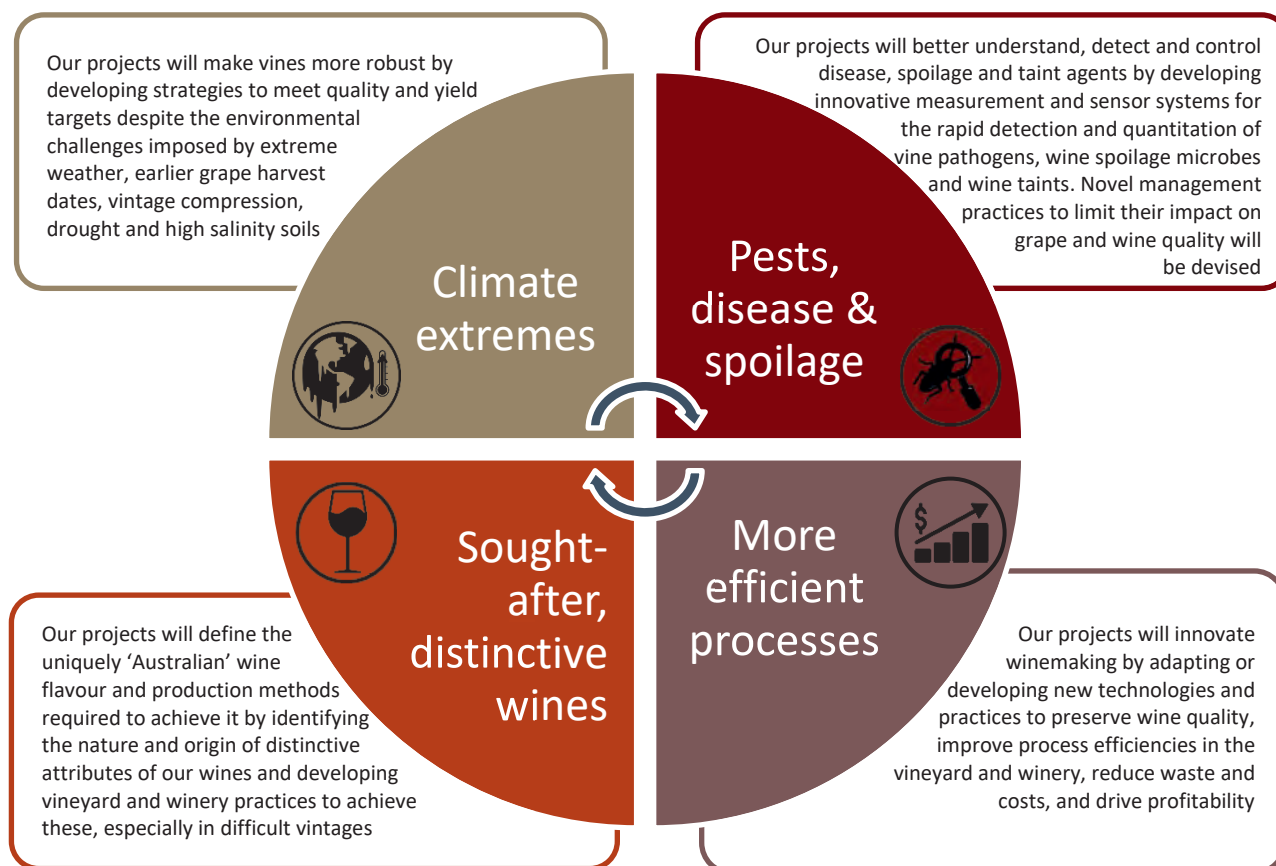 Our projects will make vines more robust by
developing strategies to meet quality and yield
targets despite the environmental
challenges imposed by extreme
weather, earlier grape harvest
dates, vintage compression,
drought and high salinity soils
Climate
extremes
Our projects will better understand, detect and control
disease, spoilage and taint agents by developing
innovative measurement and sensor systems for
the rapid detection and quantitation of
vine pathogens, wine spoilage microbes
and wine taints. Novel management
practices to limit their impact on
grape and wine quality will
be devised
Pests,
disease &
spoilage
Sought-
after,
distinctive
wines
Our projects will define the
uniquely ‘Australian’ wine
flavour and production methods
required to achieve it by identifying
the nature and origin of distinctive
attributes of our wines and developing
vineyard and winery practices to achieve
these, especially in difficult vintages
$
More
efficient
processes
Our projects will innovate
winemaking by adapting or
developing new technologies and
practices to preserve wine quality,
improve process efficiencies in the
vineyard and winery, reduce waste and
costs, and drive profitability